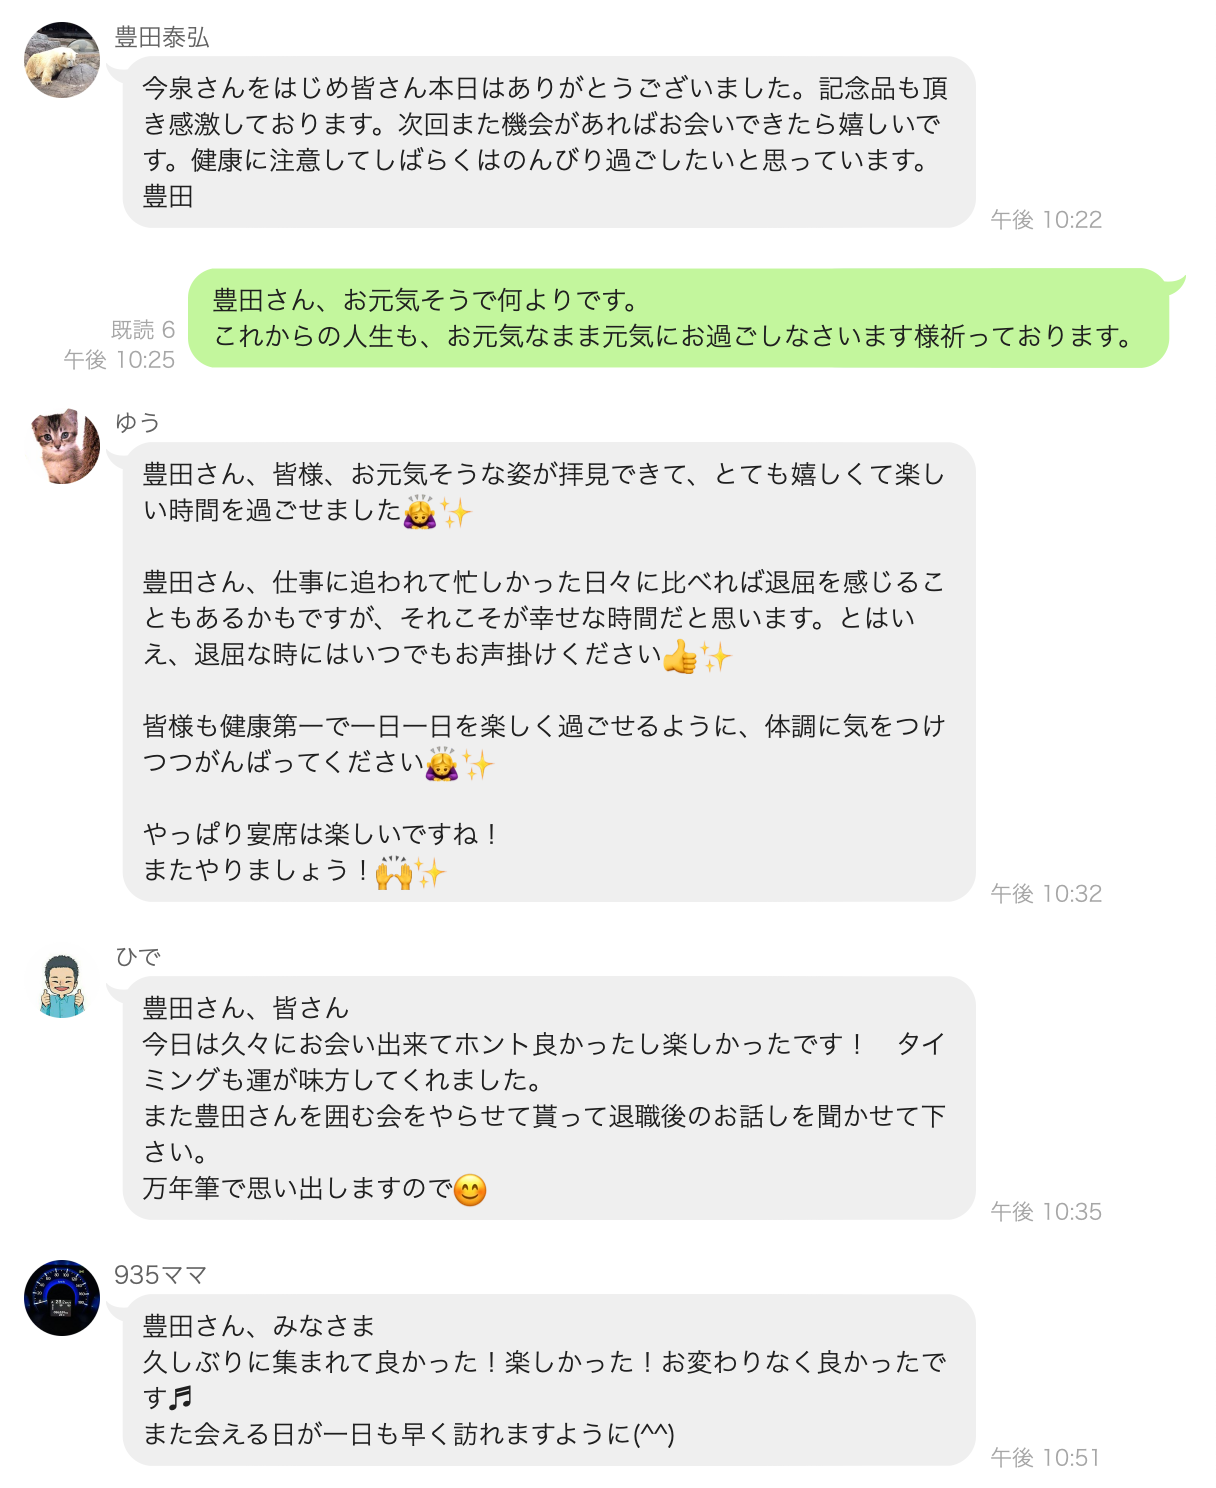 豊田泰弘
今泉さんをはじめ皆さん本日はありがとうございました。記念品も頂
き感激しております。次回また機会があればお会いできたら嬉しいで
す。健康に注意してしばらくはのんびり過ごしたいと思っています。
豊田
午後 10:22
豊田さん、お元気そうで何よりです。
これからの人生も、お元気なまま元気にお過ごしなさいます様祈っております。
既読 6
午後 10:25
ゆう
豊田さん、皆様、お元気そうな姿が拝見できて、とても嬉しくて楽し
い時間を過ごせました🙇‍♀️✨
豊田さん、仕事に追われて忙しかった日々に比べれば退屈を感じるこ
ともあるかもですが、それこそが幸せな時間だと思います。とはい
え、退屈な時にはいつでもお声掛けください👍✨
皆様も健康第一で一日一日を楽しく過ごせるように、体調に気をつけ
つつがんばってください🙇‍♀️✨
やっぱり宴席は楽しいですね！
またやりましょう！🙌✨
午後 10:32
ひで
豊田さん、皆さん
今日は久々にお会い出来てホント良かったし楽しかったです！　タイ
ミングも運が味方してくれました。
また豊田さんを囲む会をやらせて貰って退職後のお話しを聞かせて下
さい。
万年筆で思い出しますので😊
午後 10:35
935ママ
豊田さん、みなさま
久しぶりに集まれて良かった！楽しかった！お変わりなく良かったで
す🎵
また会える日が一日も早く訪れますように(^^)
午後 10:51